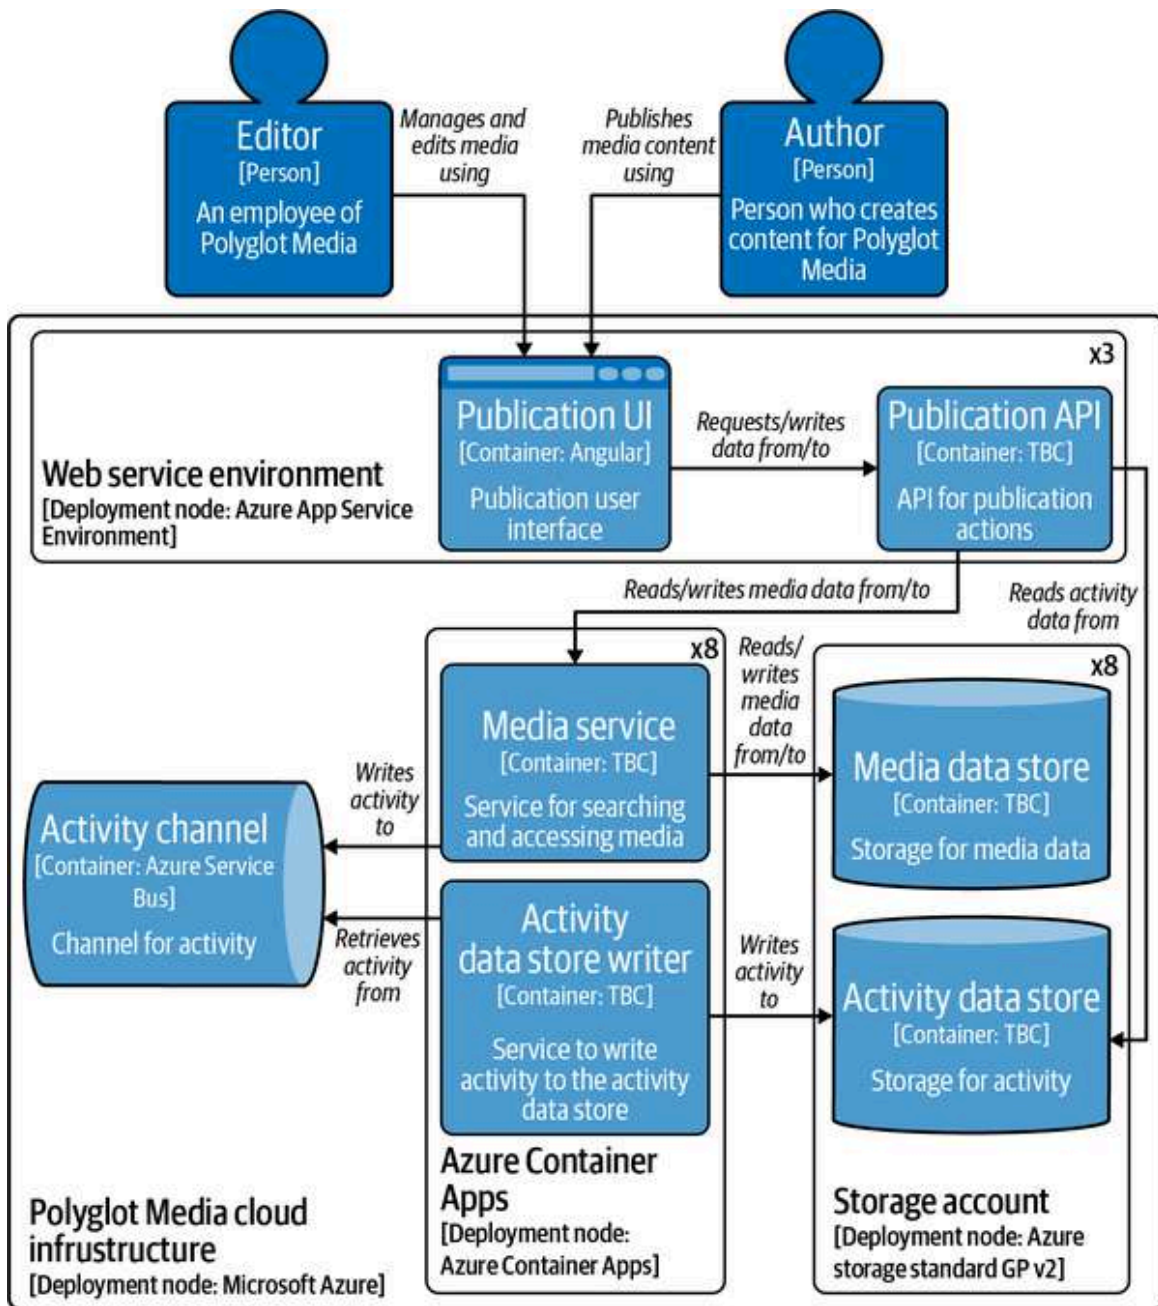 Editor
[Person]
An employee of
Polyglot Media
Manages and
edits media
using
Publishes
media content
using
Author
[Person]
Person who creates
content for Polyglot
Media
x3
Web service environment
[Deployment node: Azure App Service
Environment]
Publication UI
[Container: Angular]
Publication user
interface
Requests/writes
data from/to
Publication API
[Container: TBC]
API for publication
actions
Reads/writes media data from/to
Reads activity
data from
x8
Media service
[Container: TBC]
Service for searching
and accessing media
Reads/
writes
media
data
from/to
x8
Media data store
[Container: TBC]
Storage for media data
Writes
activity
to
Activity channel
[Container: Azure Service
Bus]
Channel for activity
Retrieves
activity
from
Activity
data store writer
[Container: TBC]
Service to write
activity to the activity
data store
Writes
activity
to
Activity data store
[Container: TBC]
Storage for activity
Azure Container
Apps
[Deployment node:
Azure Container Apps]
Storage account
[Deployment node: Azure
storage standard GP v2]
Polyglot Media cloud
infrustructure
[Deployment node: Microsoft Azure]